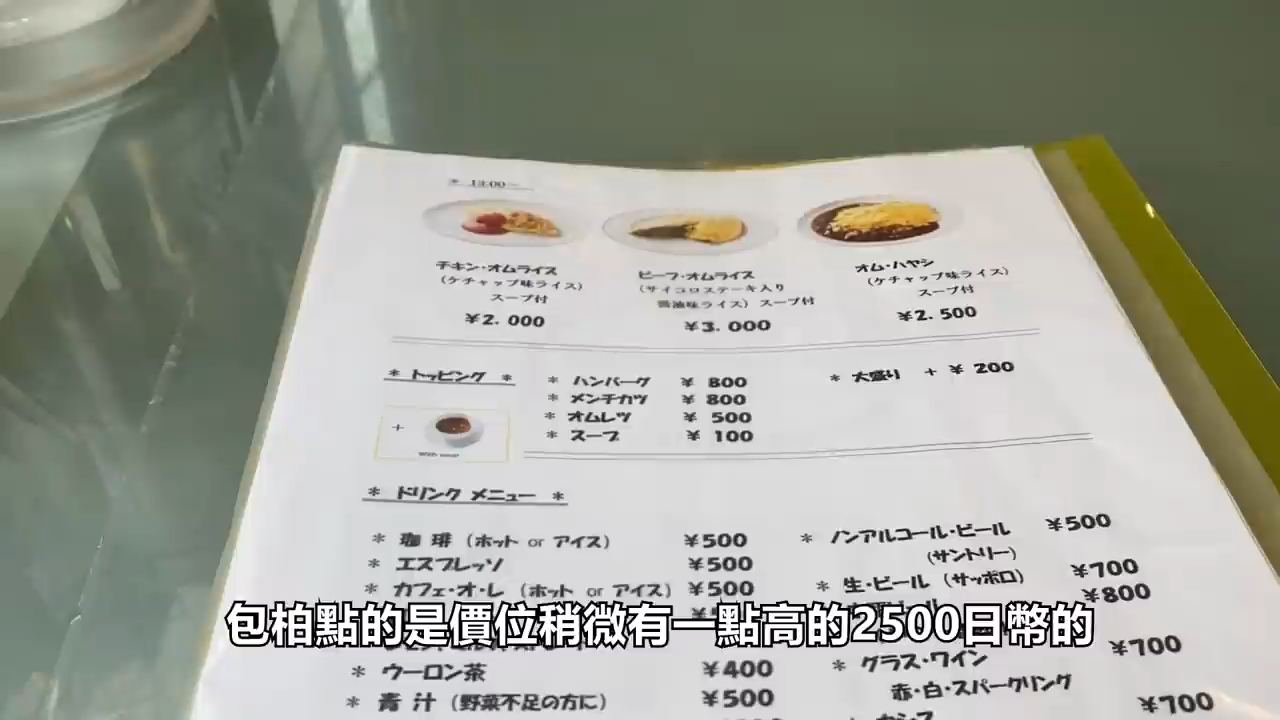 * 13:00~
チキン・オムライス
(ケチャップ味ライス)
スープ付
¥2.000
ビーフ・オムライス
(サイコロステーキ入り
醤油味ライス) スープ付
¥3.000
オム・ハヤシ
(ケチャップ味ライス)
スープ付
¥2.500
* トッピング *
+
* ハンバーグ ¥ 800
* メンチカツ ¥ 800
* オムレツ ¥ 500
* スープ ¥ 100
* 大盛り + ¥ 200
* ドリンク メニュー *
* 珈琲 (ホット or アイス) ¥500
* エスプレッソ ¥500
* カフェ・オ・レ (ホット or アイス) ¥500
* ウーロン茶 ¥400
* 青汁 (野菜不足の方に) ¥500
* ノンアルコール・ビール ¥500
(サントリー)
* 生・ビール (サッポロ) ¥700
¥800
* グラス・ワイン ¥700
赤・白・スパークリング
¥700
包柏點的是價位稍微有一點高的2500日幣的